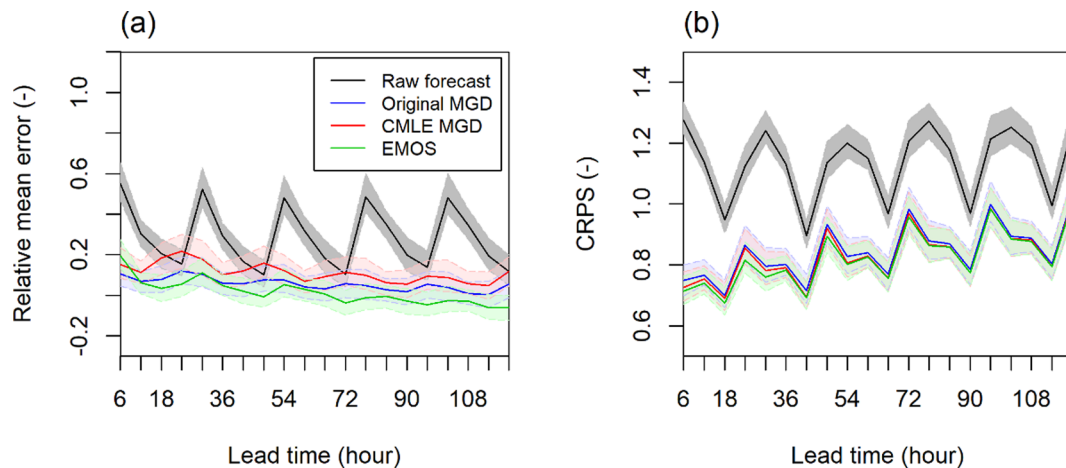 (a)
Relative mean error (-)
1.0
0.6
0.2
-0.2
Raw forecast
Original MGD
CMLE MGD
EMOS
6 18 36 54 72 90 108
Lead time (hour)
(b)
CRPS (-)
1.4
1.2
1.0
0.8
0.6
6 18 36 54 72 90 108
Lead time (hour)